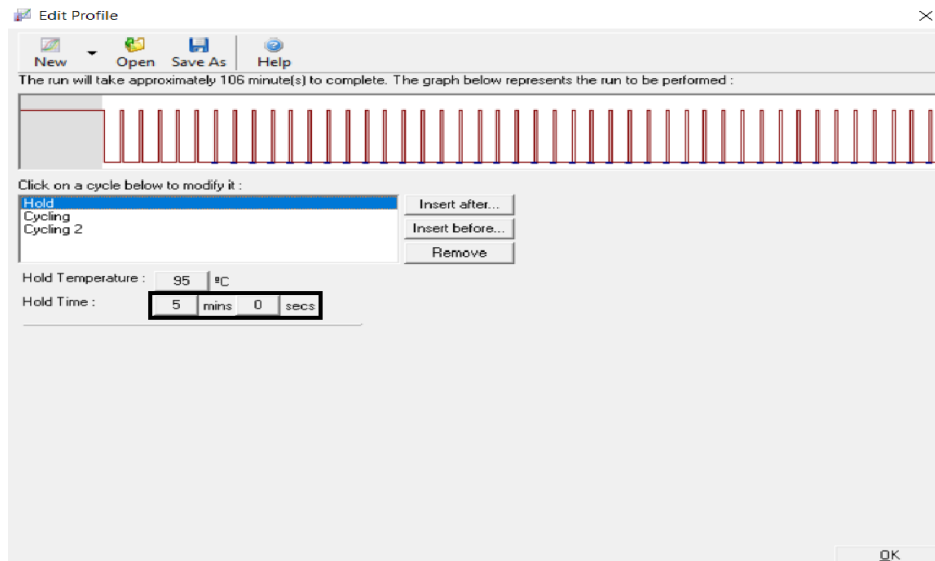 Edit Profile
New Open Save As Help
The run will take approximately 106 minute(s) to complete. The graph below represents the run to be performed :
Click on a cycle below to modify it :
Hold
Cycling
Cycling 2
Insert after...
Insert before...
Remove
Hold Temperature : 95 ºC
Hold Time : 5 mins 0 secs
OK